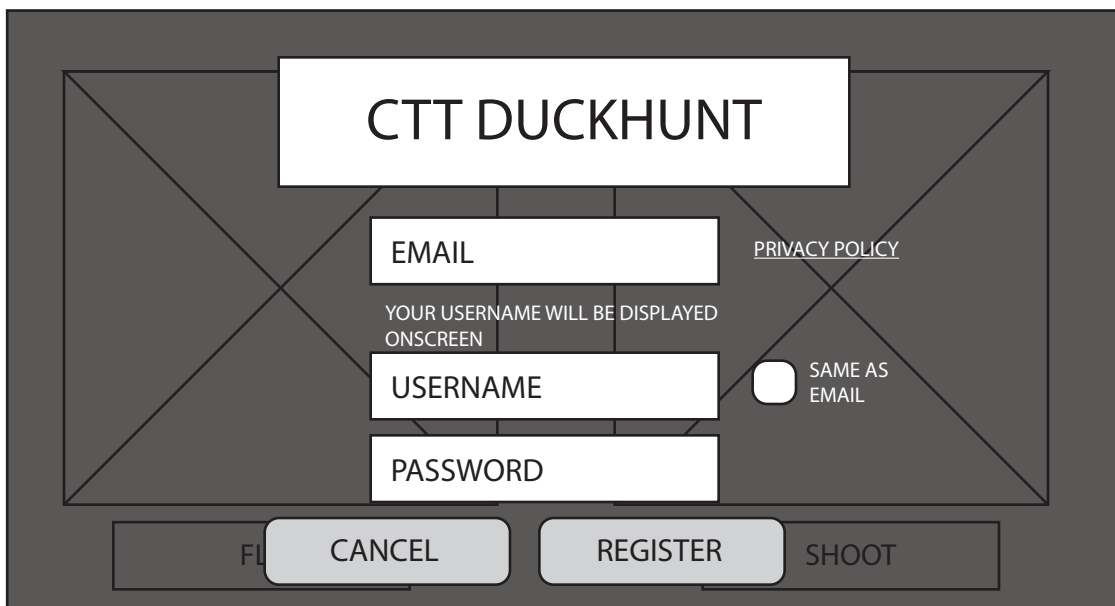 CTT DUCKHUNT
EMAIL
PRIVACY POLICY
YOUR USERNAME WILL BE DISPLAYED
ONSCREEN
USERNAME
SAME AS
EMAIL
PASSWORD
CANCEL
REGISTER
SHOOT